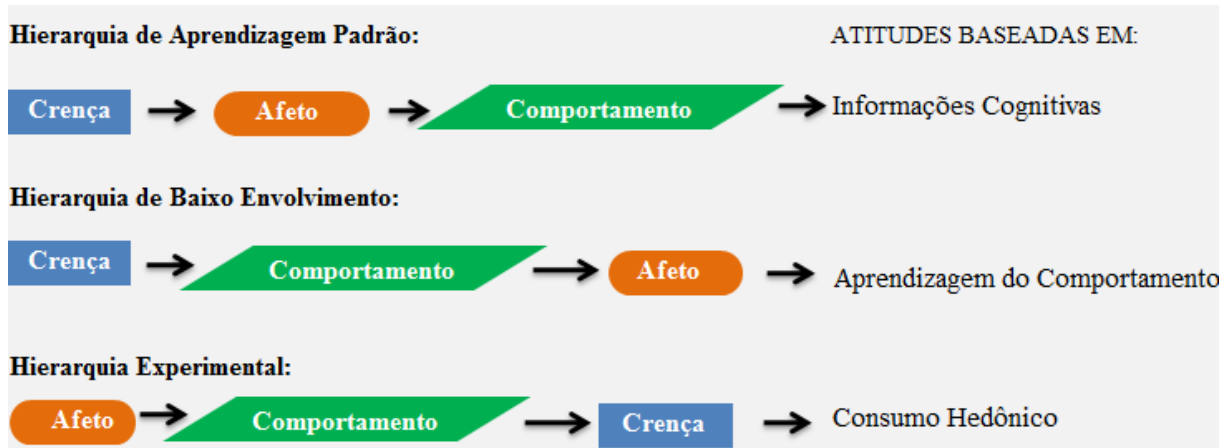 Hierarquia de Aprendizagem Padrão: ATITUDES BASEADAS EM:
Crença Afeto Comportamento Informações Cognitivas
Hierarquia de Baixo Envolvimento:
Crença Comportamento Afeto Aprendizagem do Comportamento
Hierarquia Experimental:
Afeto Comportamento Crença Consumo Hedônico